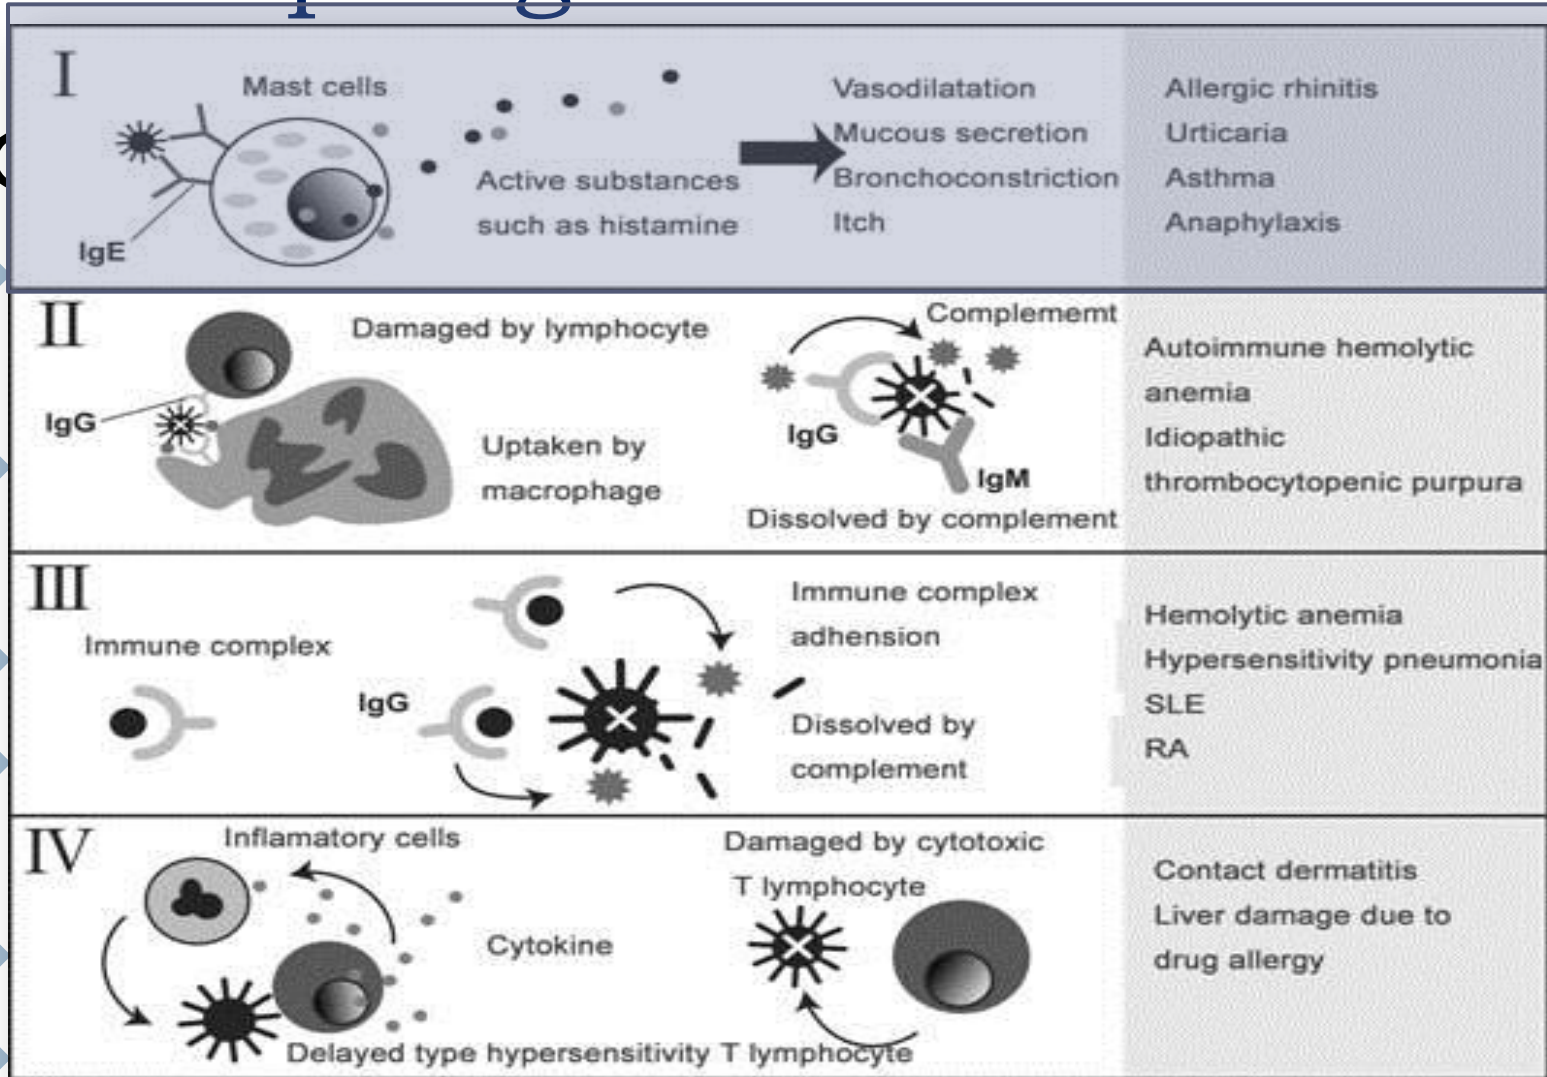 I
Mast cells
IgE
Active substances
such as histamine
Vasodilatation
Mucous secretion
Bronchoconstriction
Itch
Allergic rhinitis
Urticaria
Asthma
Anaphylaxis
II
Damaged by lymphocyte
IgG
Uptaken by
macrophage
Complememt
IgG
IgM
Dissolved by complement
Autoimmune hemolytic
anemia
Idiopathic
thrombocytopenic purpura
III
Immune complex
IgG
Immune complex
adhension
Dissolved by
complement
Hemolytic anemia
Hypersensitivity pneumonia
SLE
RA
IV
Inflamatory cells
Cytokine
Delayed type hypersensitivity T lymphocyte
Damaged by cytotoxic
T lymphocyte
Contact dermatitis
Liver damage due to
drug allergy